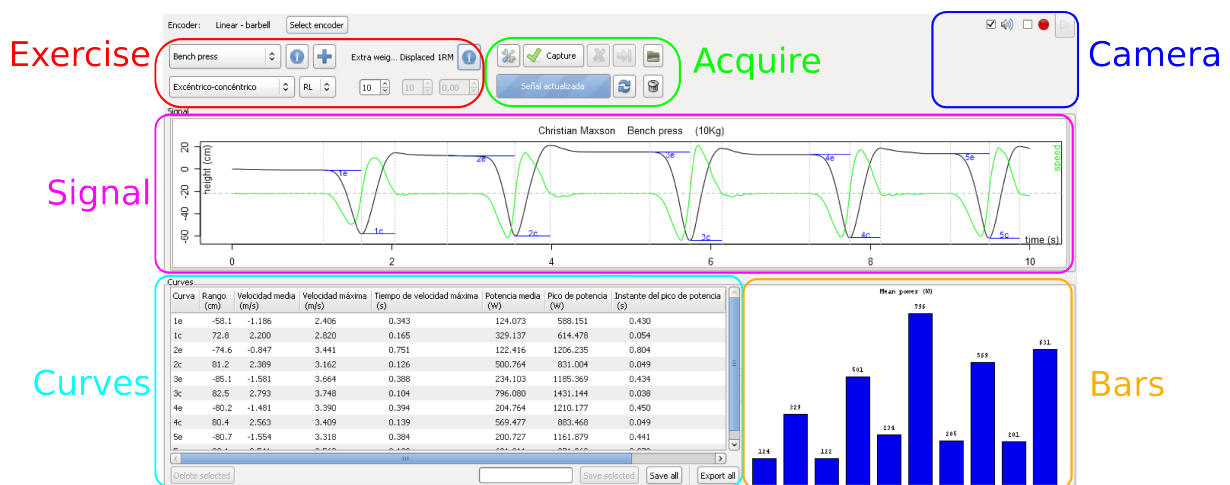 Encoder: Linear - barbell Select encoder
Exercise
Bench press
Extra weig... Displaced 1RM
Excéntrico-concéntrico RL 10 10 0,00
Capture
Señal actualizada
Acquire
Camera
Signal
Signal
Christian Maxson Bench press (10Kg)
height (cm)
20
0
-20
-40
-60
speed
1e 2e 3e 4e 5e
1c 2c 3c 4c 5c
time (s)
0 2 4 6 8 10
Curves
Curves
Curva Rango Velocidad media Velocidad máxima Tiempo de velocidad máxima Potencia media Pico de potencia Instante del pico de potencia
(cm) (m/s) (m/s) (s) (W) (W) (s)
1e -58.1 -1.186 2.406 0.343 124.073 588.151 0.430
1c 72.8 2.200 2.820 0.165 329.137 614.478 0.054
2e -74.6 -0.847 3.441 0.751 122.416 1206.235 0.804
2c 81.2 2.389 3.162 0.126 500.764 831.004 0.049
3e -85.1 -1.581 3.664 0.388 234.103 1185.369 0.434
3c 82.5 2.793 3.748 0.104 796.080 1431.144 0.038
4e -80.2 -1.481 3.390 0.394 204.764 1210.177 0.450
4c 80.4 2.563 3.409 0.139 569.477 883.468 0.049
5e -80.7 -1.554 3.318 0.384 200.727 1161.879 0.441
Delete selected Save selected Save all Export all
Mean power (W)
124 329 122 501 234 796 205 569 201 631
Bars